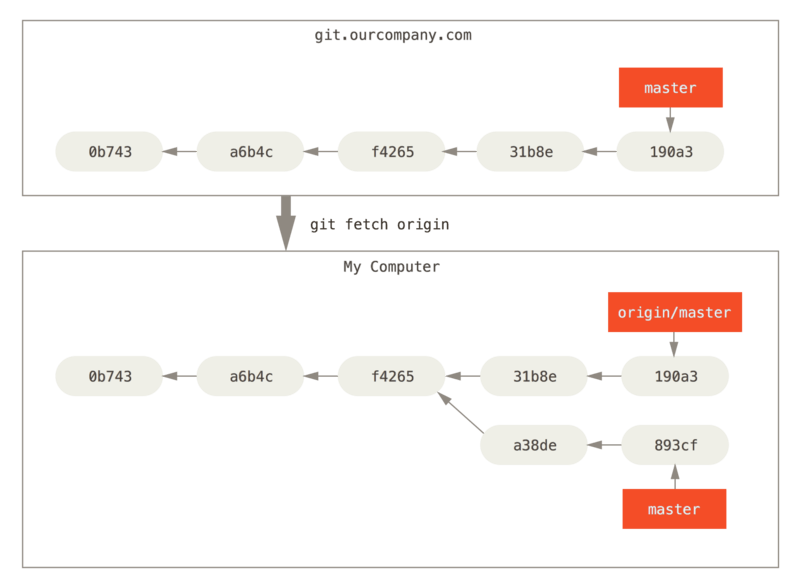 git.ourcompany.com
master
0b743 a6b4c f4265 31b8e 190a3
git fetch origin
My Computer
origin/master
0b743 a6b4c f4265 31b8e 190a3
a38de 893cf
master